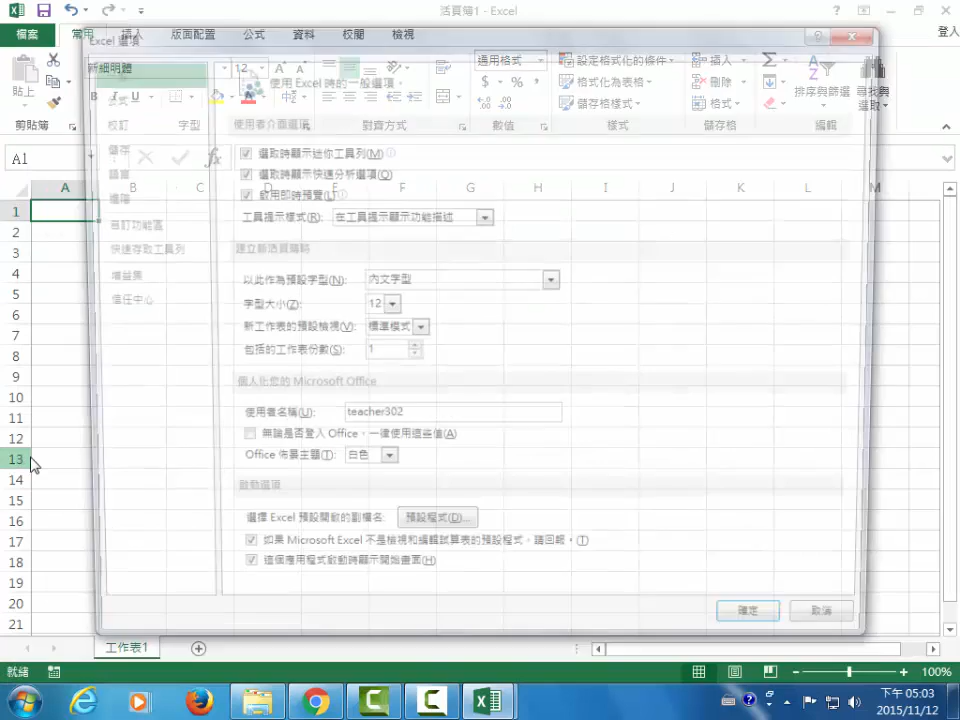 活頁簿1 - Excel
檔案 常用 插入 版面配置 公式 資料 校閱 檢視 登入
Excel 選項
新細明體 12 使用 Excel 時的一般選項。 通用格式 設定格式化的條件 插入
格式化為表格 刪除 排序與篩選 尋找與選取
貼上 儲存格樣式 格式
剪貼簿 字型 對齊方式 數值 樣式 儲存格 編輯
公式
校訂
儲存
語言
進階
自訂功能區
快速存取工具列
增益集
信任中心
使用者介面選項
選取時顯示迷你工具列(M)
選取時顯示快速分析選項(Q)
啟用即時預覽(L)
工具提示樣式(R): 在工具提示顯示功能描述
建立新活頁簿時
以此作為預設字型(N): 內文字型
字型大小(Z): 12
新工作表的預設檢視(V): 標準模式
包括的工作表份數(S): 1
個人化您的 Microsoft Office
使用者名稱(U): teacher302
無論是否登入 Office，一律使用這些值(A)
Office 佈景主題(T): 白色
啟動選項
選擇 Excel 預設開啟的副檔名: 預設程式(D)...
如果 Microsoft Excel 不是檢視和編輯試算表的預設程式，請回報。(T)
這個應用程式啟動時顯示開始畫面(H)
確定 取消
A1 fx
A B C D E F G H I J K L M
1
2
3
4
5
6
7
8
9
10
11
12
13
14
15
16
17
18
19
20
21
工作表1
就緒 100%
下午 05:03
2015/11/12